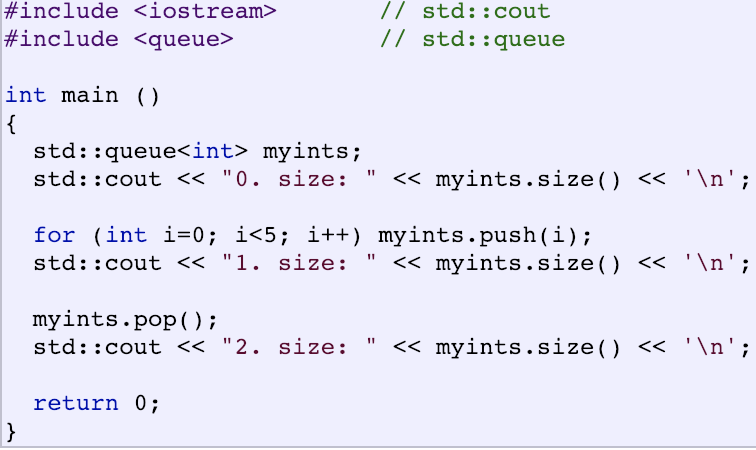 #include <iostream>       // std::cout
#include <queue>          // std::queue

int main ()
{
  std::queue<int> myints;
  std::cout << "0. size: " << myints.size() << '\n';

  for (int i=0; i<5; i++) myints.push(i);
  std::cout << "1. size: " << myints.size() << '\n';

  myints.pop();
  std::cout << "2. size: " << myints.size() << '\n';

  return 0;
}